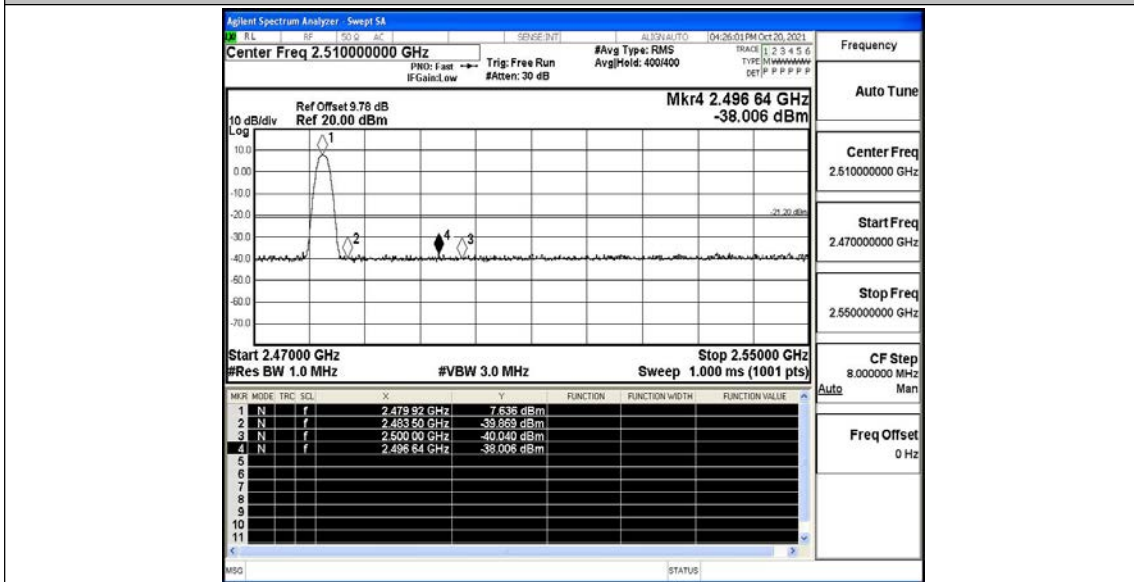 Agilent Spectrum Analyzer - Swept SA
RL RF 50 Ω AC SENSE:INT ALIGNAUTO 04:26:01 PM Oct 20, 2021
Center Freq 2.510000000 GHz
PNO: Fast
IFGain:Low
Trig: Free Run
#Atten: 30 dB
#Avg Type: RMS
Avg|Hold: 400/400
TRACE 1 2 3 4 5 6
TYPE M
DET P P P P P P
Ref Offset 9.78 dB
10 dB/div Ref 20.00 dBm
Mkr4 2.496 64 GHz
-38.006 dBm
Log
10.0
0.00
-10.0
-20.0
-30.0
-40.0
-50.0
-60.0
-70.0
1
2
4
3
-21.20 dBm
Start 2.47000 GHz Stop 2.55000 GHz
#Res BW 1.0 MHz #VBW 3.0 MHz Sweep 1.000 ms (1001 pts)
MKR MODE TRC SCL X Y FUNCTION FUNCTION WIDTH FUNCTION VALUE
1 N f 2.479 92 GHz 7.636 dBm
2 N f 2.483 50 GHz -39.869 dBm
3 N f 2.500 00 GHz -40.040 dBm
4 N f 2.496 64 GHz -38.006 dBm
5
6
7
8
9
10
11
MSG STATUS
Frequency
Auto Tune
Center Freq
2.510000000 GHz
Start Freq
2.470000000 GHz
Stop Freq
2.550000000 GHz
CF Step
8.000000 MHz
Auto Man
Freq Offset
0 Hz